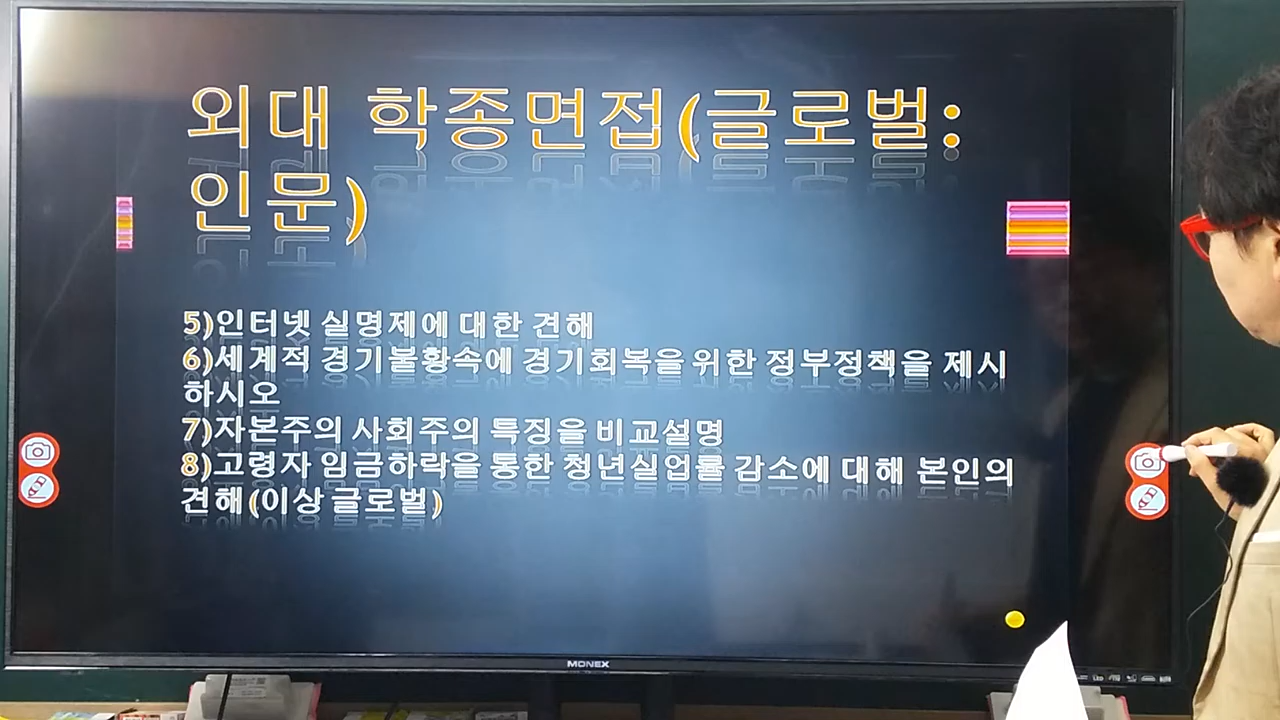 외대 학종면접(글로벌:
인문)
5)인터넷 실명제에 대한 견해
6)세계적 경기불황속에 경기회복을 위한 정부정책을 제시
하시오
7)자본주의 사회주의 특징을 비교설명
8)고령자 임금하락을 통한 청년실업률 감소에 대해 본인의
견해(이상 글로벌)
MONEX